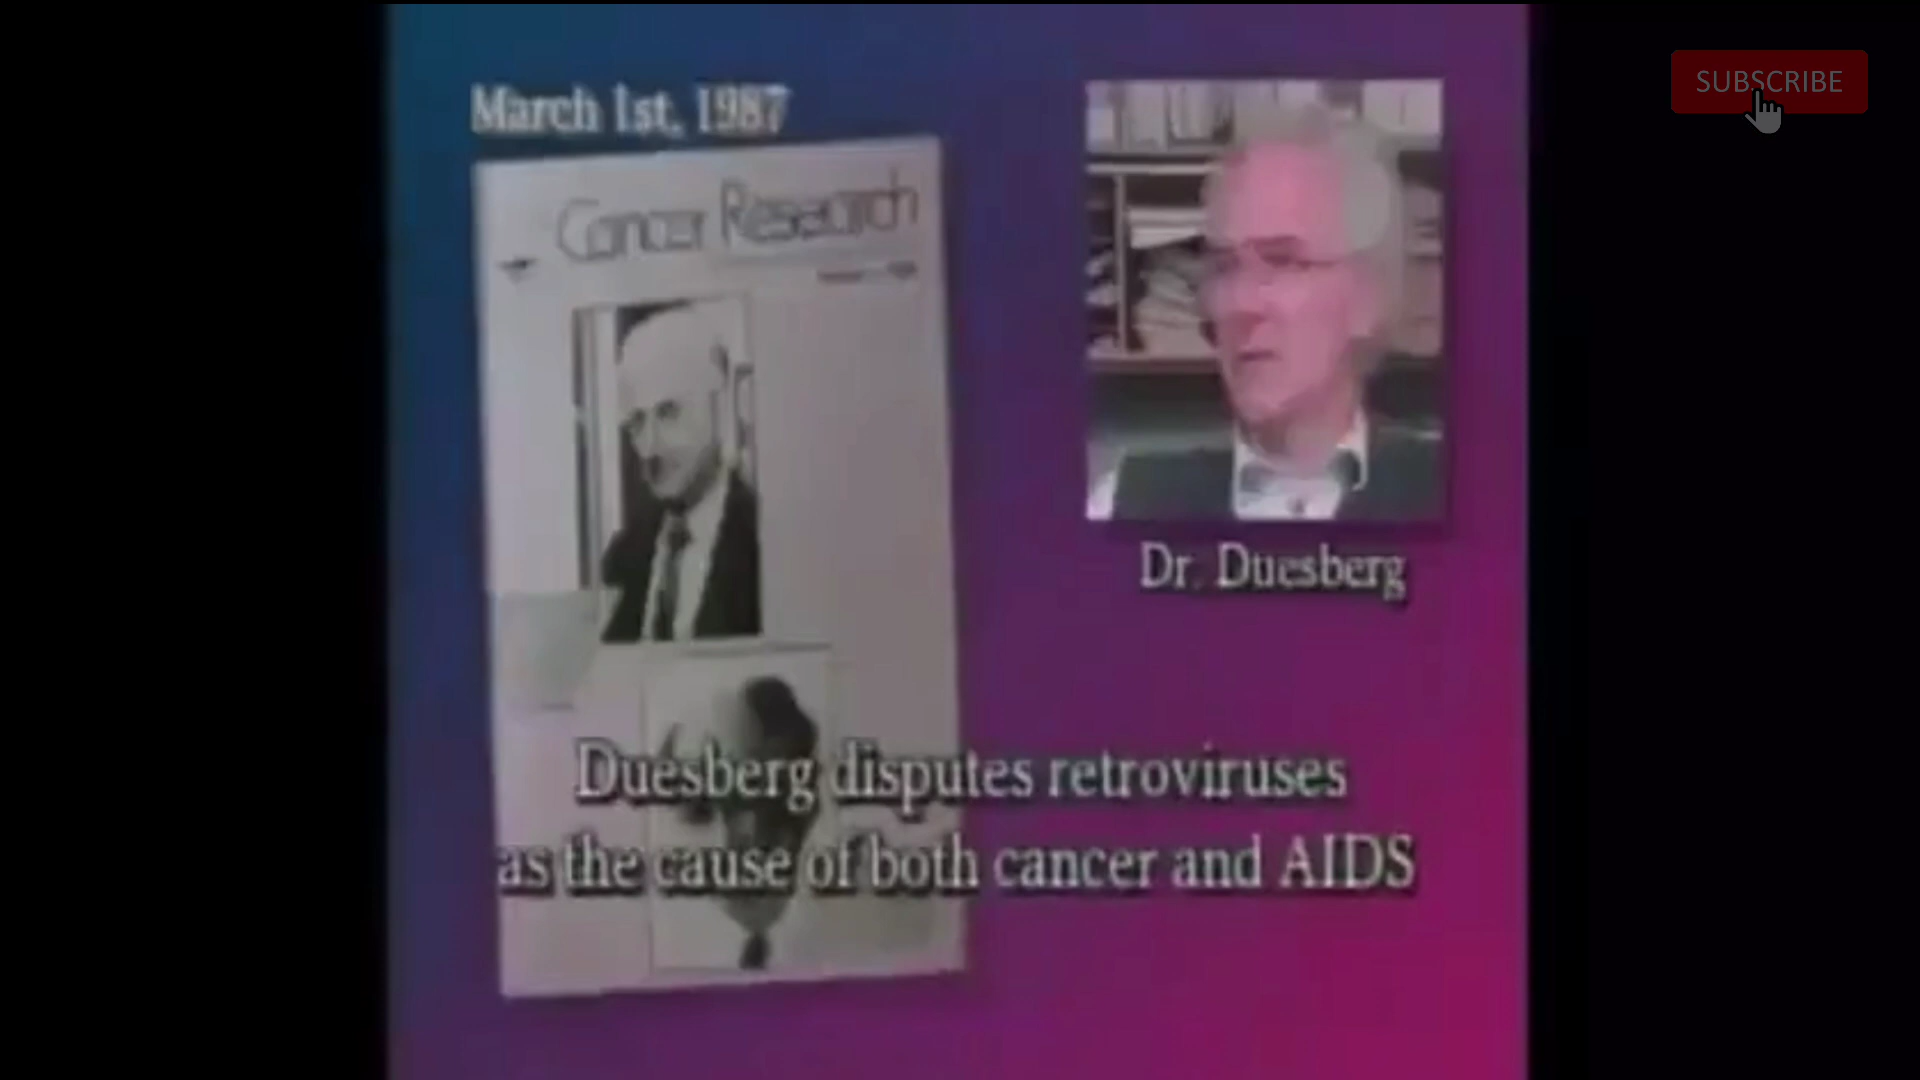 March 1st, 1987
SUBSCRIBE
Cancer Research
Dr. Duesberg
Duesberg disputes retroviruses
as the cause of both cancer and AIDS